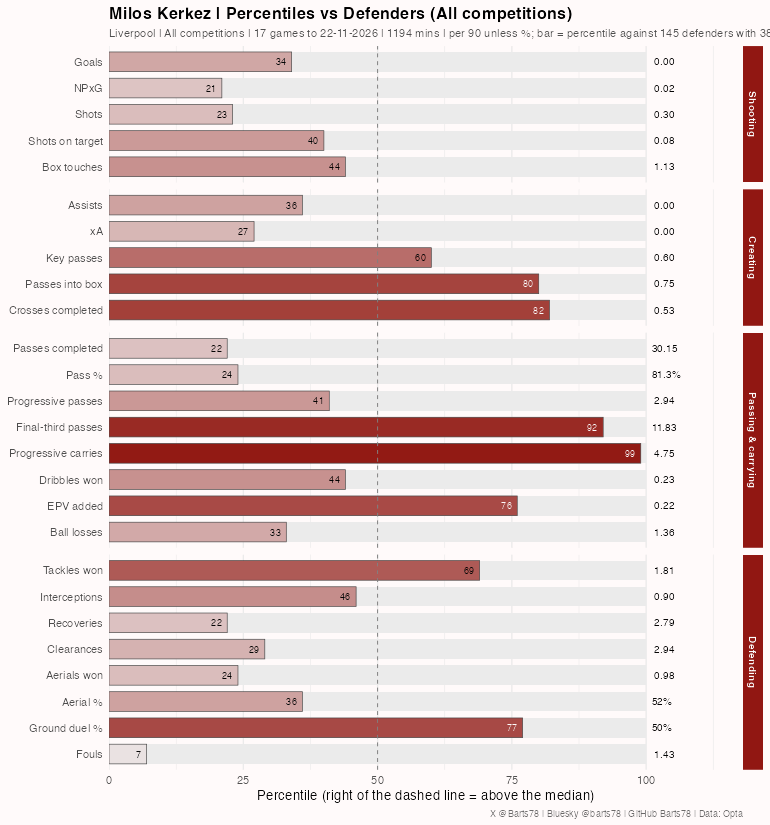 Milos Kerkez | Percentiles vs Defenders (All competitions)
Liverpool | All competitions | 17 games to 22-11-2026 | 1194 mins | per 90 unless %; bar = percentile against 145 defenders with 38
Goals 34 0.00
NPxG 21 0.02
Shots 23 0.30
Shots on target 40 0.08
Box touches 44 1.13
Shooting
Assists 36 0.00
xA 27 0.00
Key passes 60 0.60
Passes into box 80 0.75
Crosses completed 82 0.53
Creating
Passes completed 22 30.15
Pass % 24 81.3%
Progressive passes 41 2.94
Final-third passes 92 11.83
Progressive carries 99 4.75
Dribbles won 44 0.23
EPV added 76 0.22
Ball losses 33 1.36
Passing & carrying
Tackles won 69 1.81
Interceptions 46 0.90
Recoveries 22 2.79
Clearances 29 2.94
Aerials won 24 0.98
Aerial % 36 52%
Ground duel % 77 50%
Fouls 7 1.43
Defending
0 25 50 75 100
Percentile (right of the dashed line = above the median)
X @Barts78 | Bluesky @barts78 | GitHub Barts78 | Data: Opta